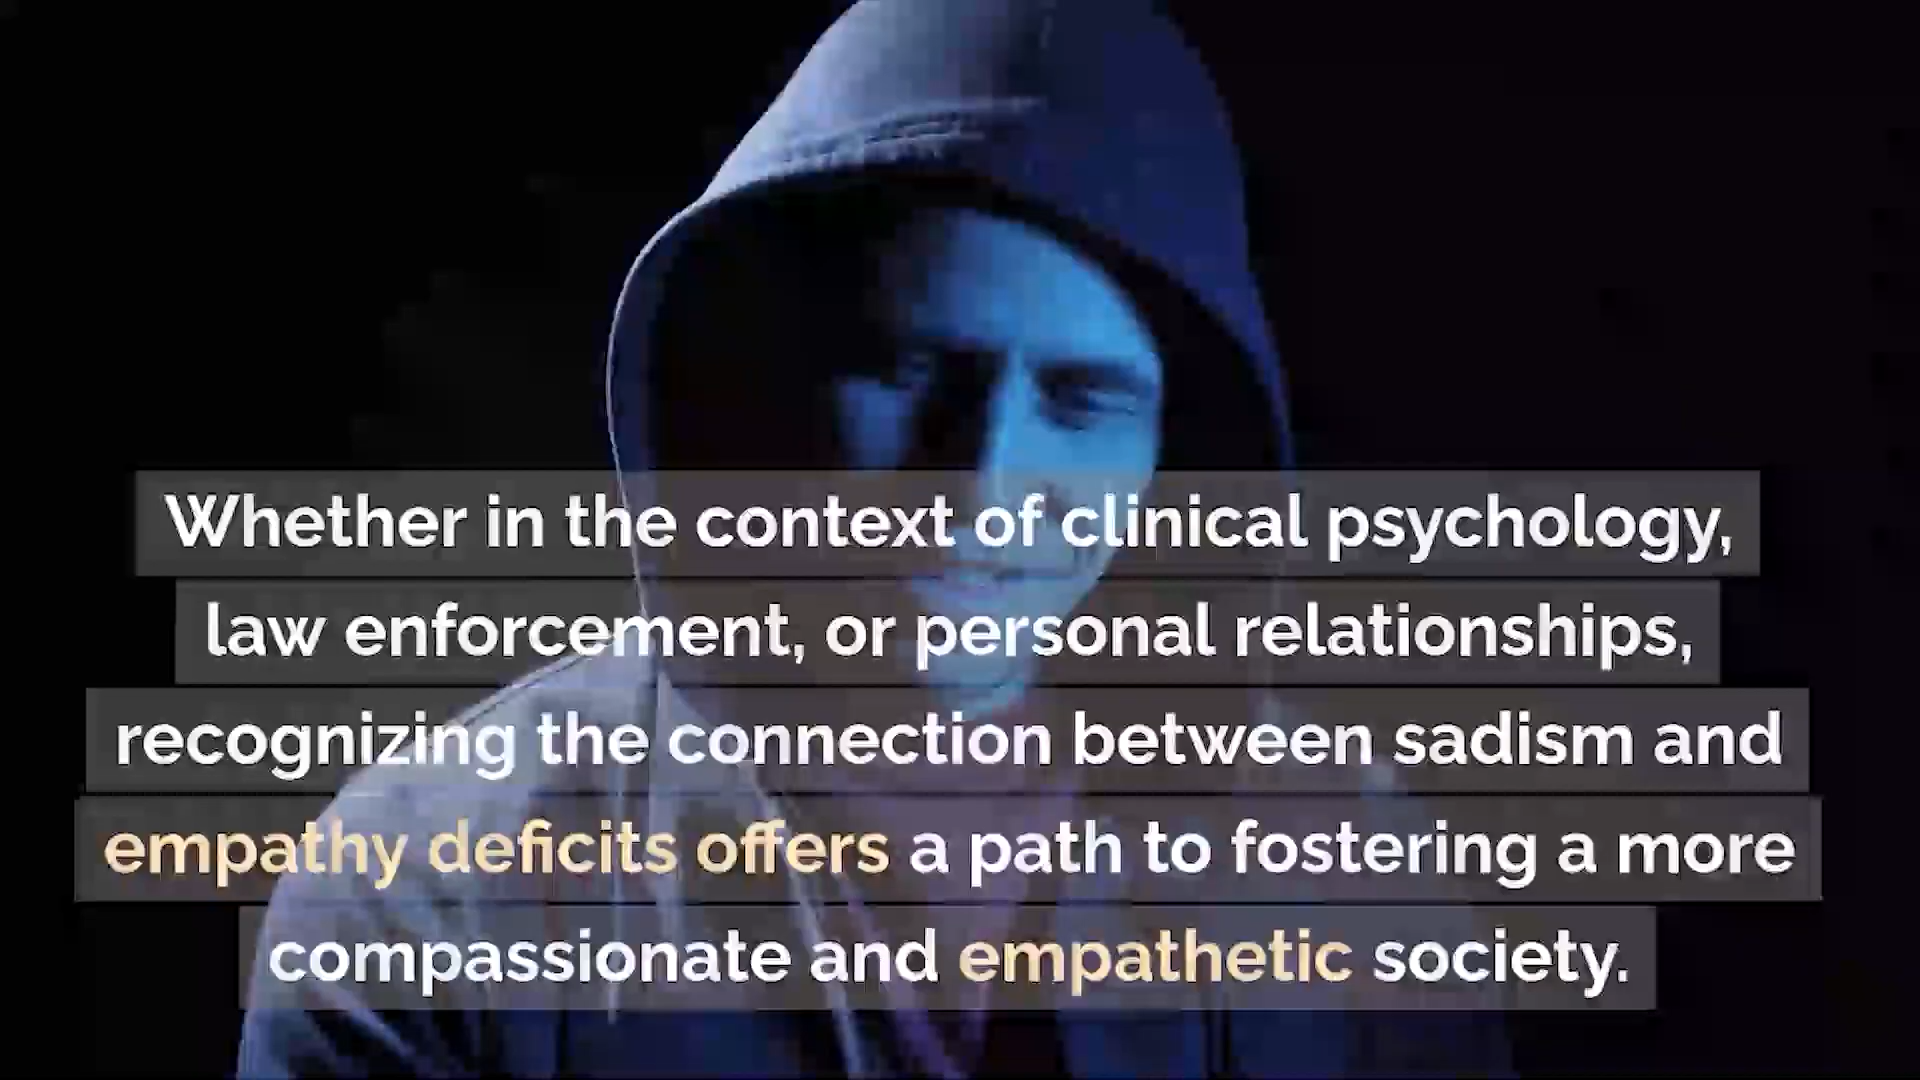 Whether in the context of clinical psychology,
law enforcement, or personal relationships,
recognizing the connection between sadism and
empathy deficits offers a path to fostering a more
compassionate and empathetic society.